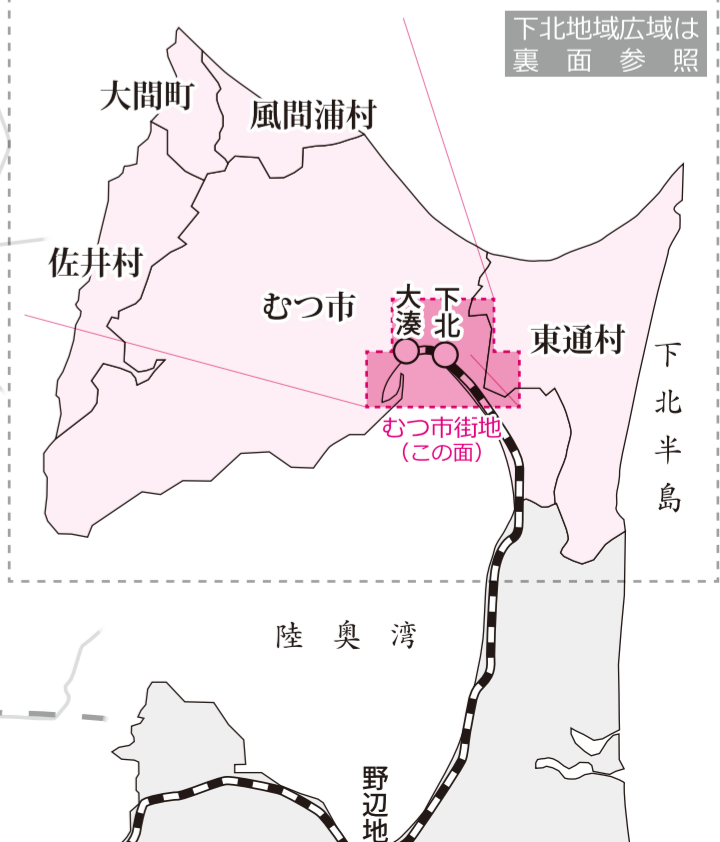 下北地域広域は
裏面参照
大間町
風間浦村
佐井村
むつ市
大湊
下北
東通村
むつ市街地
（この面）
下北半島
陸奥湾
野辺地